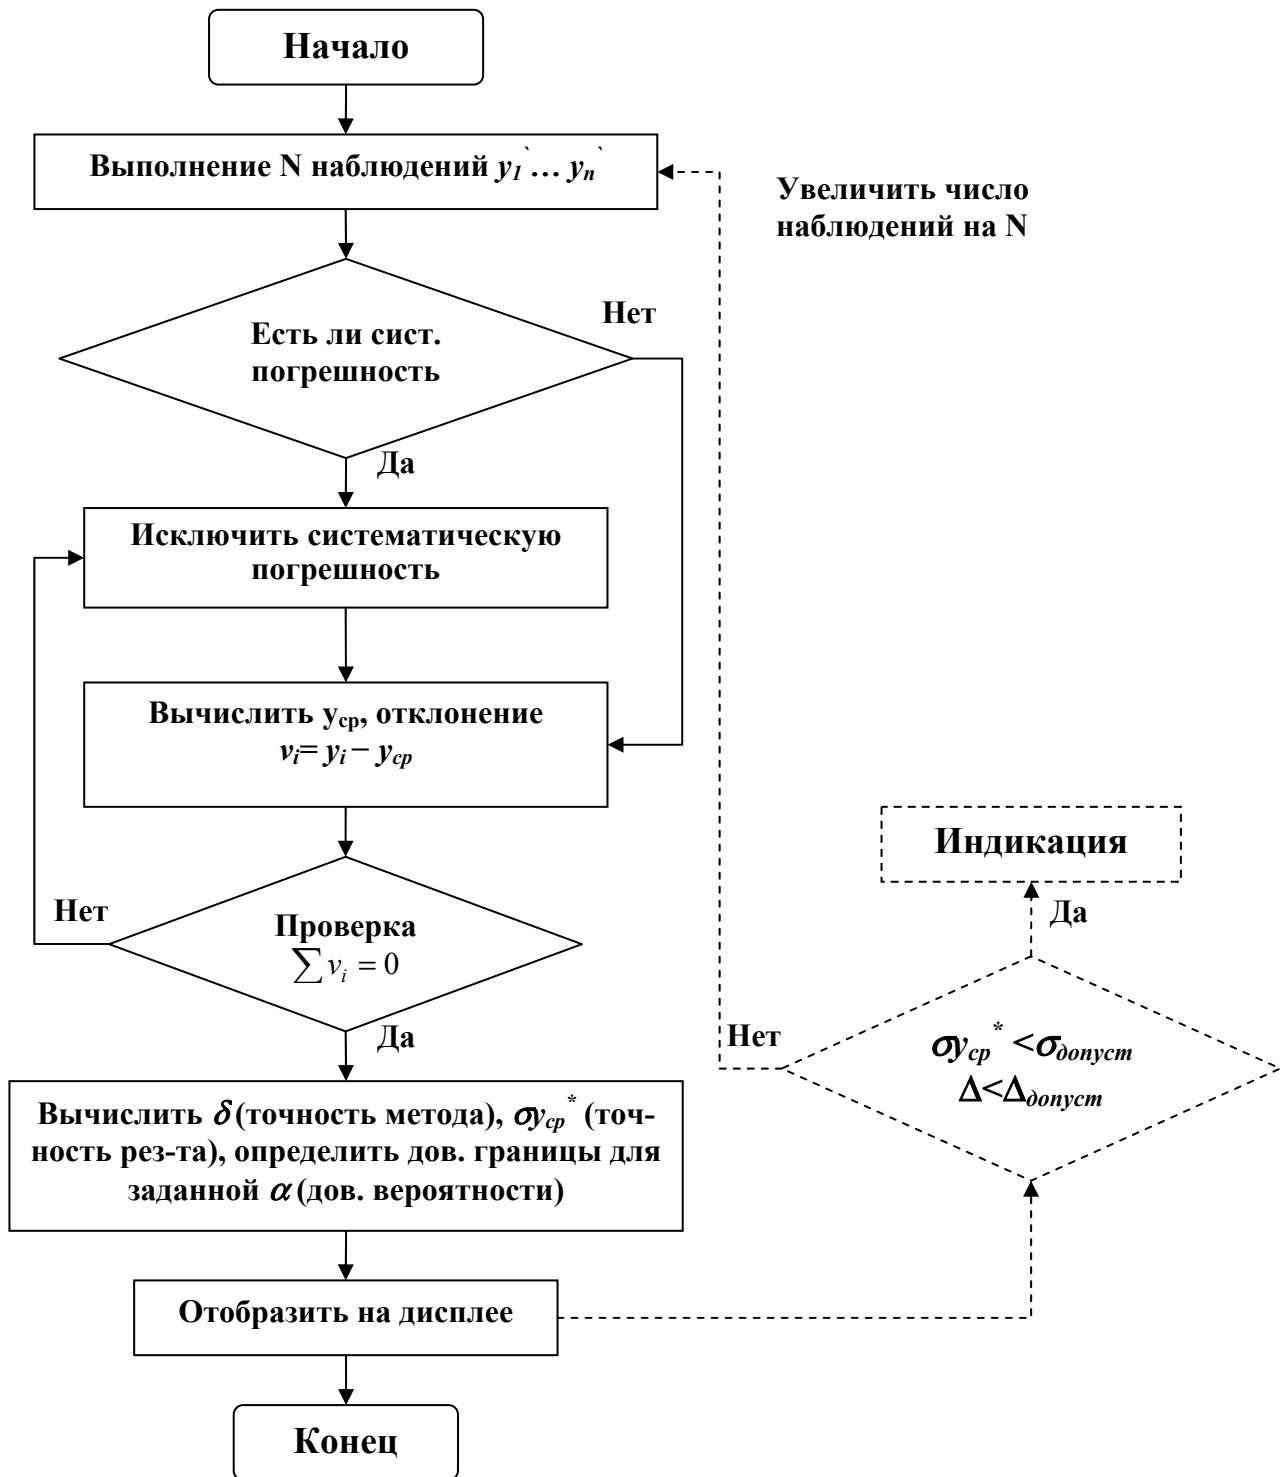 Начало
Выполнение N наблюдений y₁`… yₙ`
Увеличить число
наблюдений на N
Есть ли сист.
погрешность
Нет
Да
Исключить систематическую
погрешность
Вычислить yср, отклонение
vᵢ= yᵢ – yср
Индикация
Да
Нет
Проверка
∑ vᵢ = 0
Да
Нет
σyср* <σдопуст
Δ<Δдопуст
Вычислить δ (точность метода), σyср* (точ-
ность рез-та), определить дов. границы для
заданной α (дов. вероятности)
Отобразить на дисплее
Конец